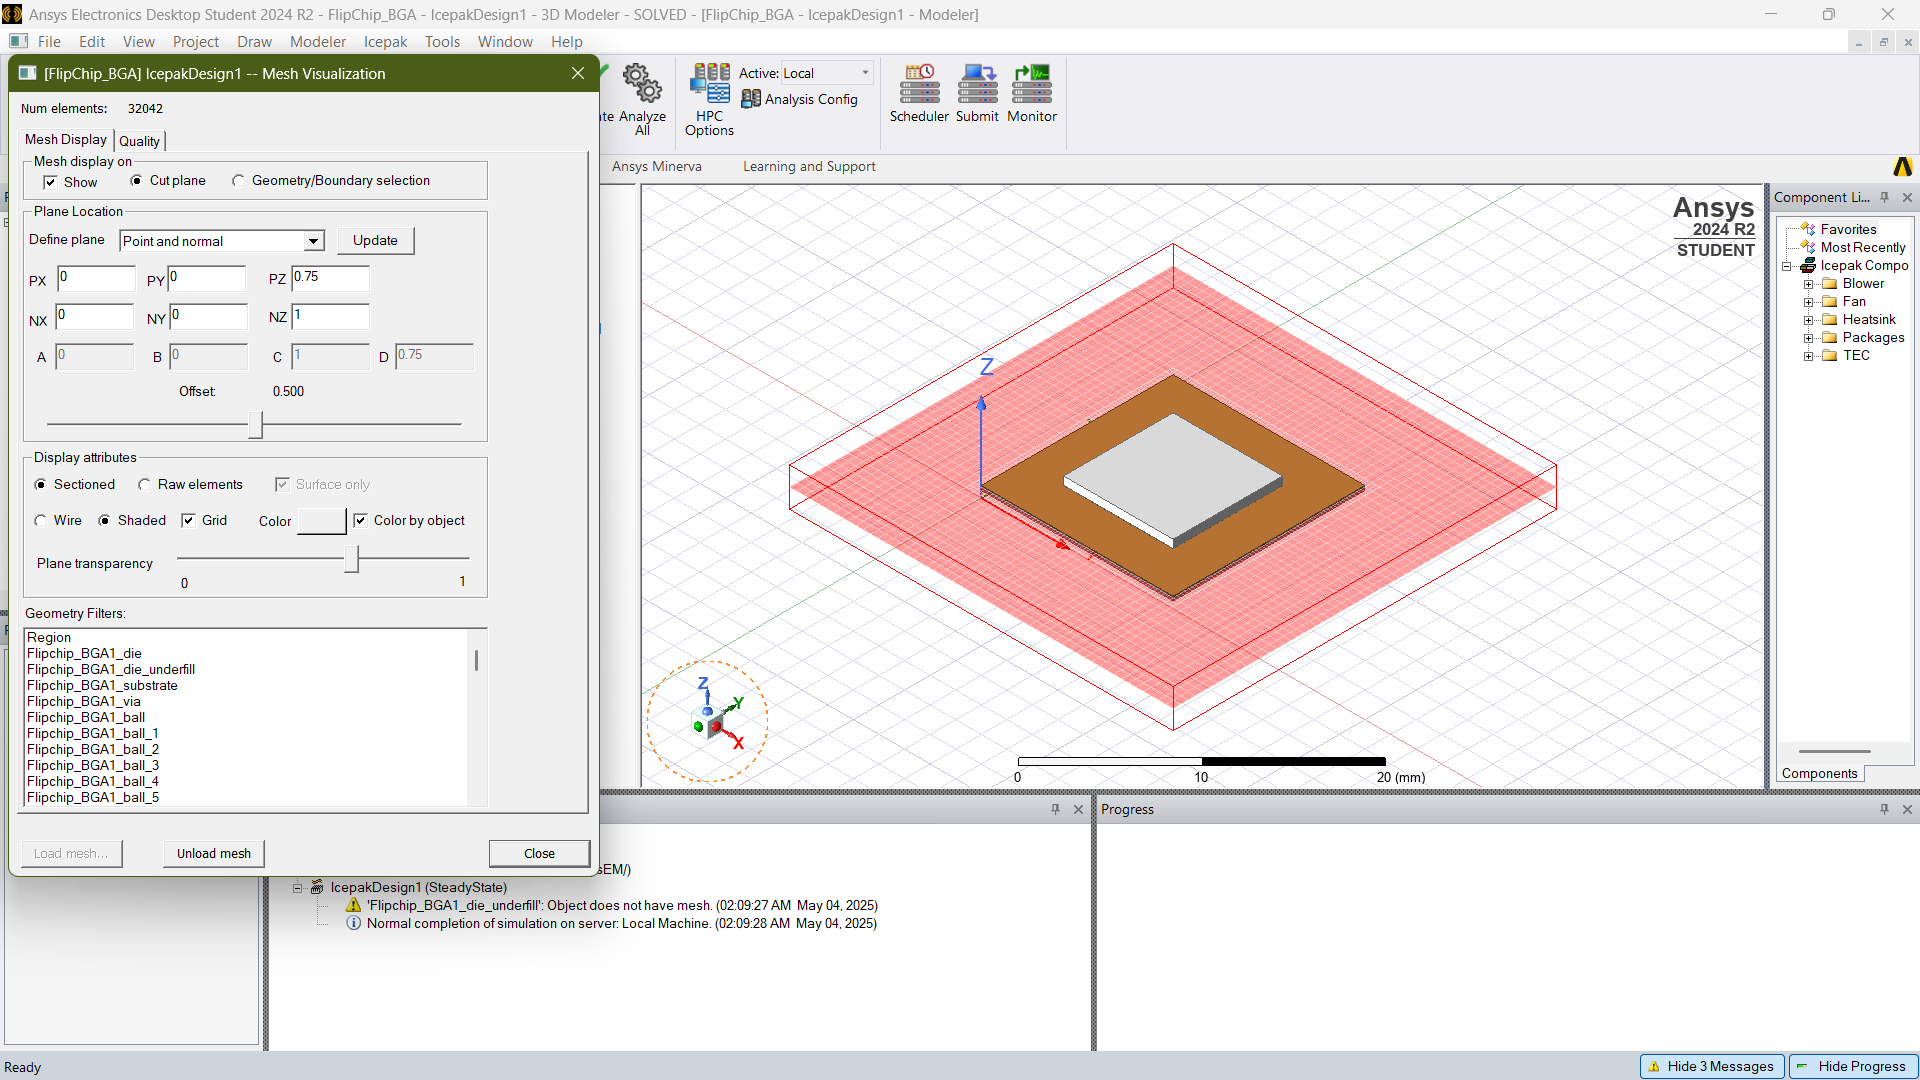 Ansys Electronics Desktop Student 2024 R2 - FlipChip_BGA - IcepakDesign1 - 3D Modeler - SOLVED - [FlipChip_BGA - IcepakDesign1 - Modeler]
File Edit View Project Draw Modeler Icepak Tools Window Help
[FlipChip_BGA] IcepakDesign1 -- Mesh Visualization
Num elements: 32042
Mesh Display Quality
Mesh display on
Show Cut plane Geometry/Boundary selection
Plane Location
Define plane Point and normal Update
PX 0 PY 0 PZ 0.75
NX 0 NY 0 NZ 1
A 0 B 0 C 1 D 0.75
Offset: 0.500
Display attributes
Sectioned Raw elements Surface only
Wire Shaded Grid Color Color by object
Plane transparency
0 1
Geometry Filters:
Region
Flipchip_BGA1_die
Flipchip_BGA1_die_underfill
Flipchip_BGA1_substrate
Flipchip_BGA1_via
Flipchip_BGA1_ball
Flipchip_BGA1_ball_1
Flipchip_BGA1_ball_2
Flipchip_BGA1_ball_3
Flipchip_BGA1_ball_4
Flipchip_BGA1_ball_5
Load mesh... Unload mesh Close
te Analyze All
HPC Options
Active: Local
Analysis Config
Scheduler Submit Monitor
Ansys Minerva Learning and Support
Ansys
2024 R2
STUDENT
Z
Z
Y
X
0 10 20 (mm)
Component Li...
Favorites
Most Recently
Icepak Compo
Blower
Fan
Heatsink
Packages
TEC
Components
sEM/)
IcepakDesign1 (SteadyState)
'Flipchip_BGA1_die_underfill': Object does not have mesh. (02:09:27 AM May 04, 2025)
Normal completion of simulation on server: Local Machine. (02:09:28 AM May 04, 2025)
Progress
Ready
Hide 3 Messages Hide Progress